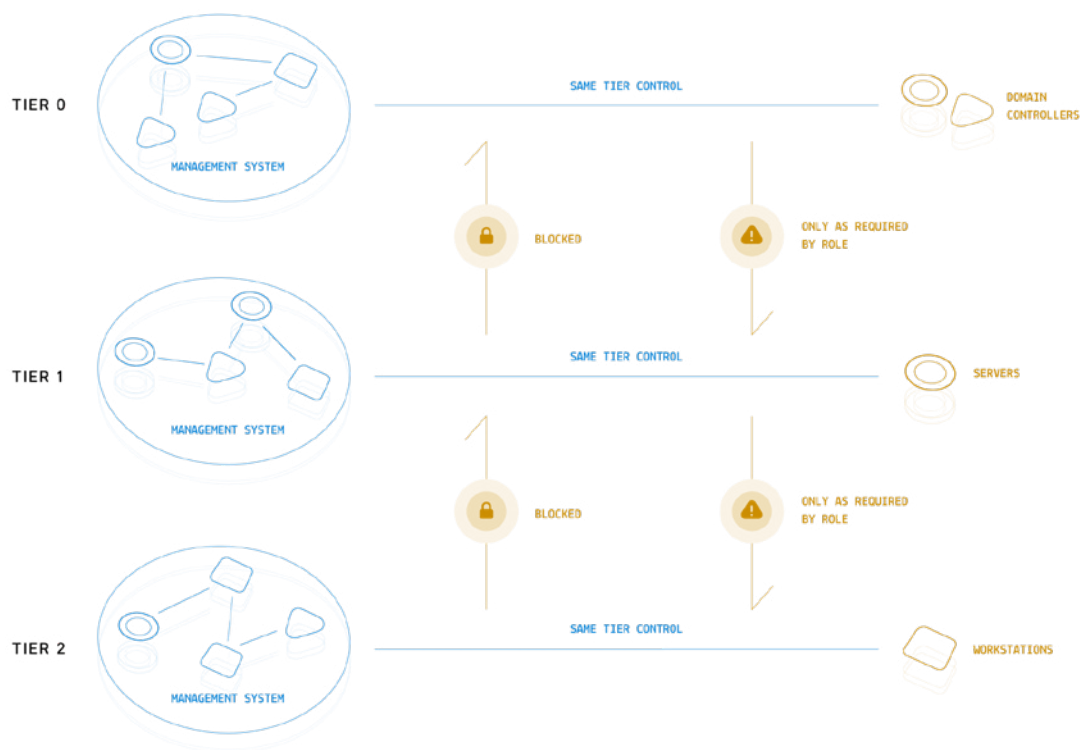 TIER 0
MANAGEMENT SYSTEM
SAME TIER CONTROL
DOMAIN
CONTROLLERS
BLOCKED
ONLY AS REQUIRED
BY ROLE
TIER 1
MANAGEMENT SYSTEM
SAME TIER CONTROL
SERVERS
BLOCKED
ONLY AS REQUIRED
BY ROLE
TIER 2
MANAGEMENT SYSTEM
SAME TIER CONTROL
WORKSTATIONS